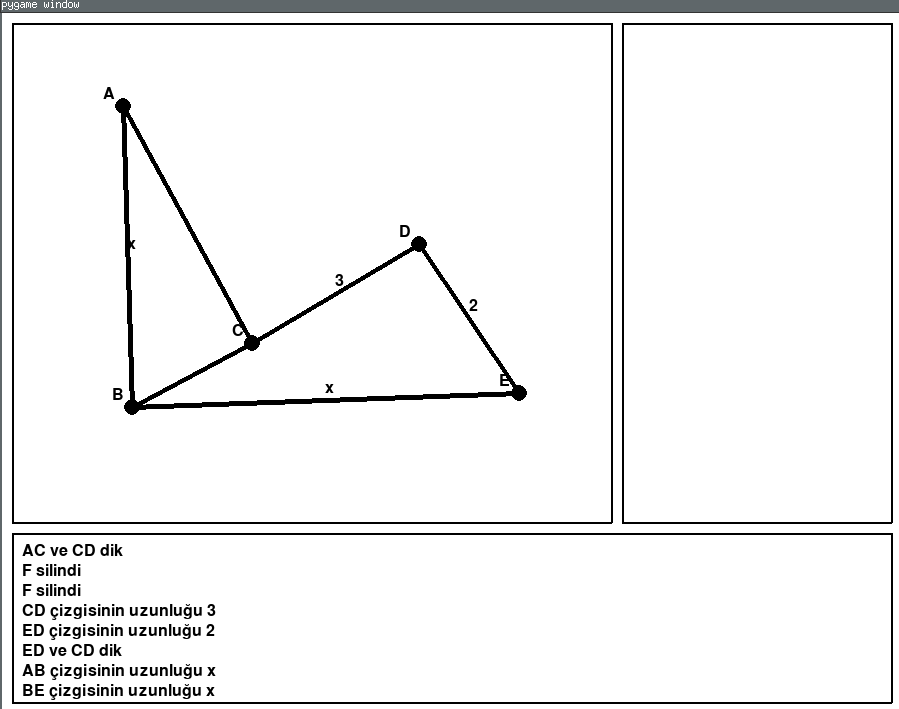 pygame window
A
x
D
3
C
2
E
B
x
AC ve CD dik
F silindi
F silindi
CD çizgisinin uzunluğu 3
ED çizgisinin uzunluğu 2
ED ve CD dik
AB çizgisinin uzunluğu x
BE çizgisinin uzunluğu x